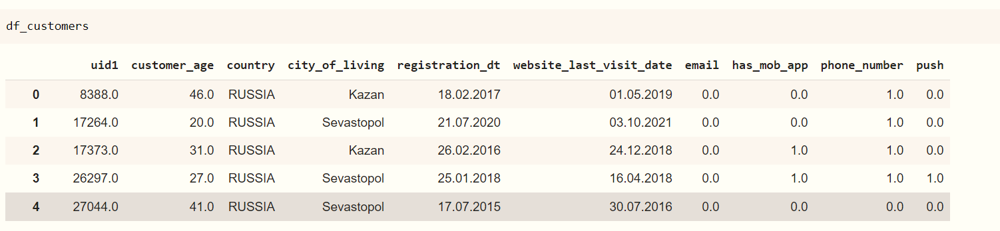 df_customers
uid1 customer_age country city_of_living registration_dt website_last_visit_date email has_mob_app phone_number push
0 8388.0 46.0 RUSSIA Kazan 18.02.2017 01.05.2019 0.0 0.0 1.0 0.0
1 17264.0 20.0 RUSSIA Sevastopol 21.07.2020 03.10.2021 0.0 0.0 1.0 0.0
2 17373.0 31.0 RUSSIA Kazan 26.02.2016 24.12.2018 0.0 1.0 1.0 0.0
3 26297.0 27.0 RUSSIA Sevastopol 25.01.2018 16.04.2018 0.0 1.0 1.0 1.0
4 27044.0 41.0 RUSSIA Sevastopol 17.07.2015 30.07.2016 0.0 0.0 0.0 0.0